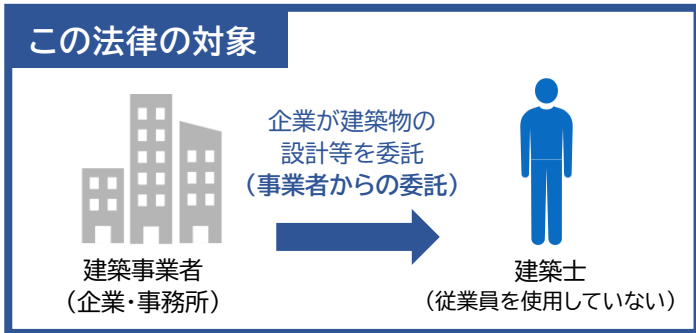 この法律の対象
企業が建築物の
設計等を委託
（事業者からの委託）
建築事業者
（企業・事務所）
建築士
（従業員を使用していない）